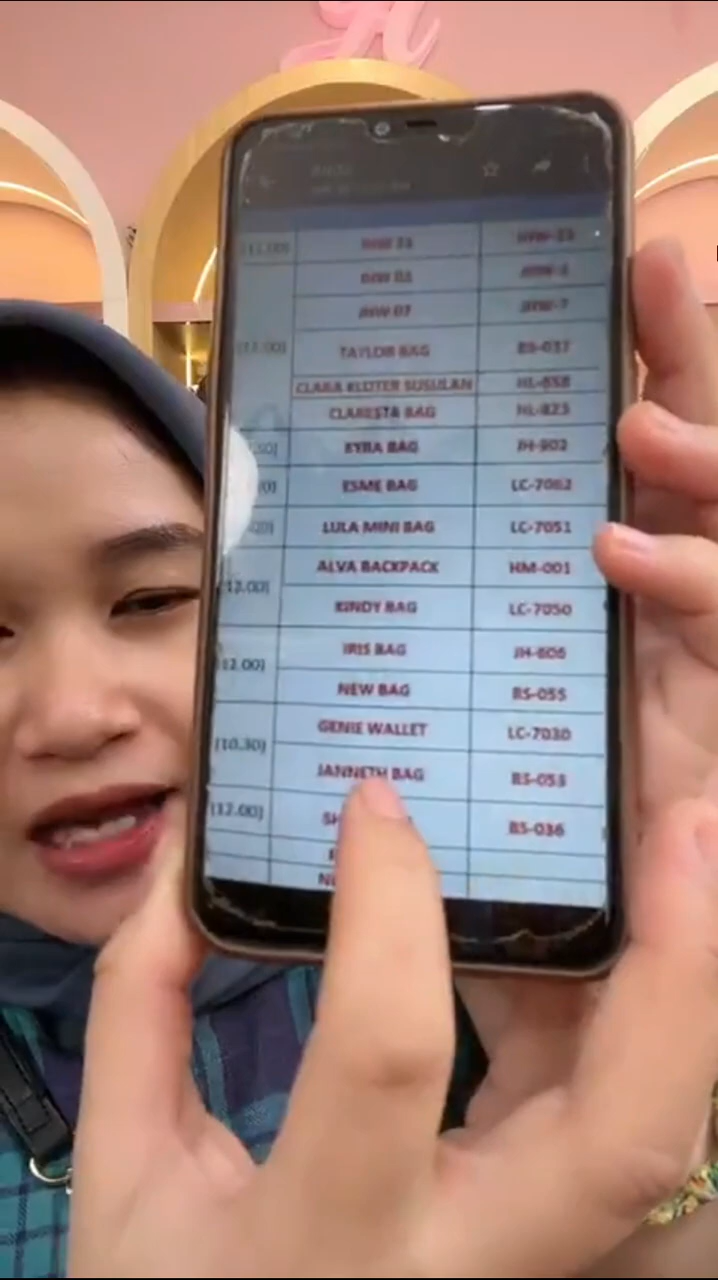 TAYLOR BAG BS-037
CLARA KLOTER SUSULAN HL-858
CLARESTA BAG HL-823
KYRA BAG JH-902
ESME BAG LC-7062
LULA MINI BAG LC-7051
ALVA BACKPACK HM-001
(12.00)
KINDY BAG LC-7050
IRIS BAG JH-606
(12.00)
NEW BAG BS-055
GENIE WALLET LC-7030
(10.30)
JANNETH BAG BS-053
(12.00) BS-036